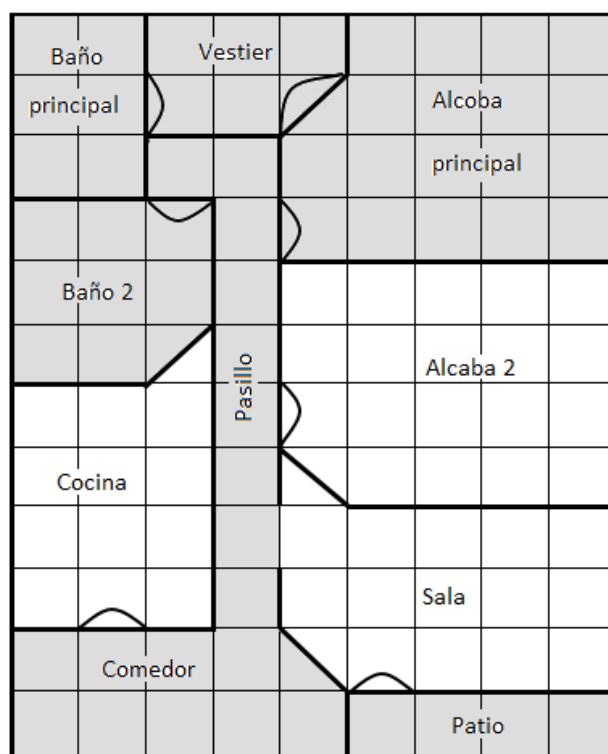 Baño
principal
Vestier
Alcoba
principal
Baño 2
Pasillo
Alcaba 2
Cocina
Sala
Comedor
Patio